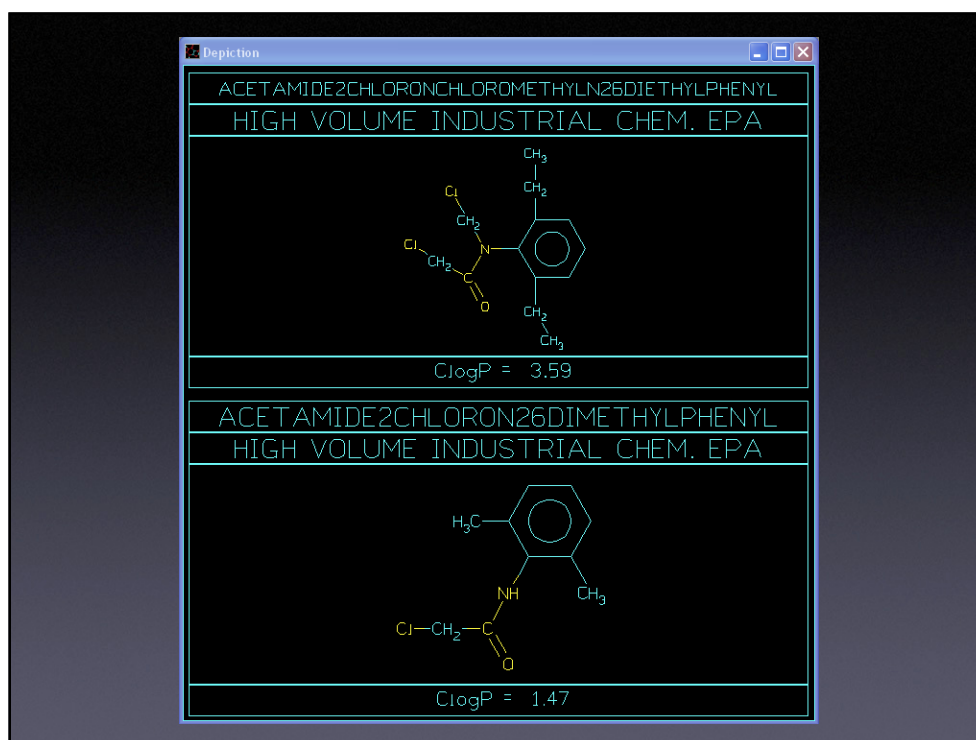 Depiction
ACETAMIDE2CHLORONCHLOROMETHYLN26DIETHYLPHENYL
HIGH VOLUME INDUSTRIAL CHEM. EPA
CH3
CH2
Cl
CH2
Cl
N
CH2
C
O
CH2
CH3
ClogP = 3.59
ACETAMIDE2CHLORON26DIMETHYLPHENYL
HIGH VOLUME INDUSTRIAL CHEM. EPA
H3C
NH CH3
Cl CH2 C
O
ClogP = 1.47